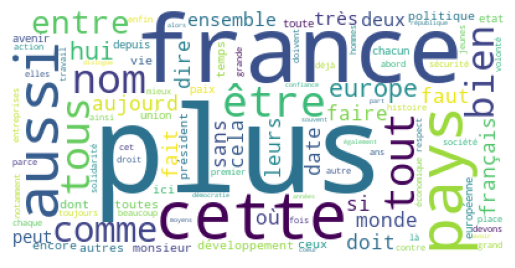 entre
hui
avenir
action
enfin
depuis
vie
elles
travail
france
ensemble
très
deux
politique
etat
alors
toute
temps
doivent
hommes
chacun
abord
déjà
grande
république
jeunes
sécurité
volonté
aussi
nom
dire
europe
faut
bien
entreprises
tous
aujourd
paix
union
être
faire
mieux
confiance
part
histoire
dialogue
solidarité
ainsi
fait
président
sans
cela
leurs
date
tout
pays
français
économique
respect
société
parce
cet
droit
plus
premier
souvent
également
ans
autre
notamment
dont
ici
toutes
démocratie
années
chaque
toujours
beaucoup
cette
où
fois
si
monde
là
européenne
place
devons
comme
peut
encore
autres
monsieur
développement
ceux
moyens
doit
contre
grand